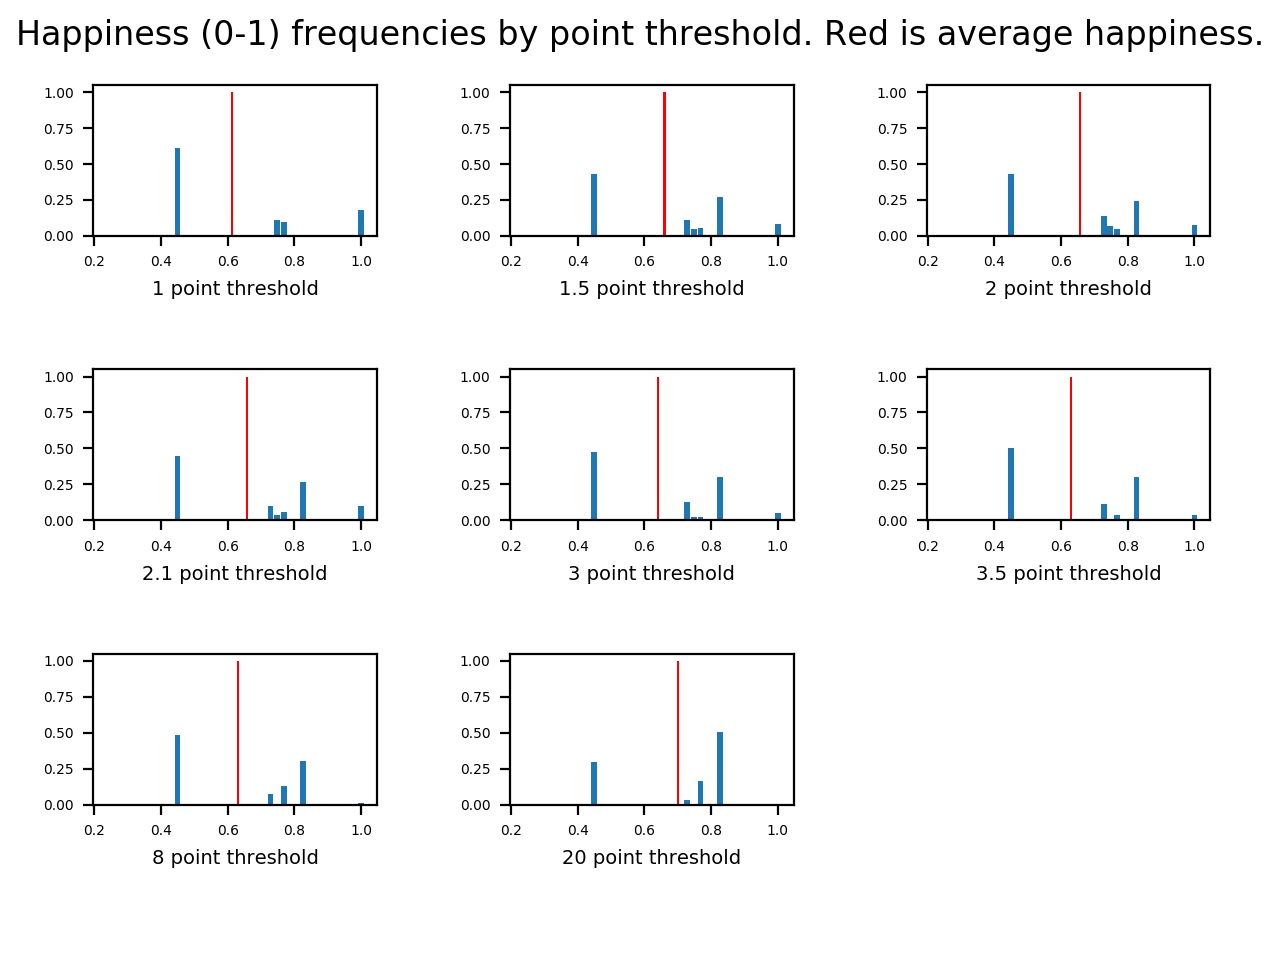 Happiness (0-1) frequencies by point threshold. Red is average happiness.
1.00 1.00 1.00
0.75 0.75 0.75
0.50 0.50 0.50
0.25 0.25 0.25
0.00 0.00 0.00
0.2 0.4 0.6 0.8 1.0 0.2 0.4 0.6 0.8 1.0 0.2 0.4 0.6 0.8 1.0
1 point threshold 1.5 point threshold 2 point threshold
1.00 1.00 1.00
0.75 0.75 0.75
0.50 0.50 0.50
0.25 0.25 0.25
0.00 0.00 0.00
0.2 0.4 0.6 0.8 1.0 0.2 0.4 0.6 0.8 1.0 0.2 0.4 0.6 0.8 1.0
2.1 point threshold 3 point threshold 3.5 point threshold
1.00 1.00
0.75 0.75
0.50 0.50
0.25 0.25
0.00 0.00
0.2 0.4 0.6 0.8 1.0 0.2 0.4 0.6 0.8 1.0
8 point threshold 20 point threshold